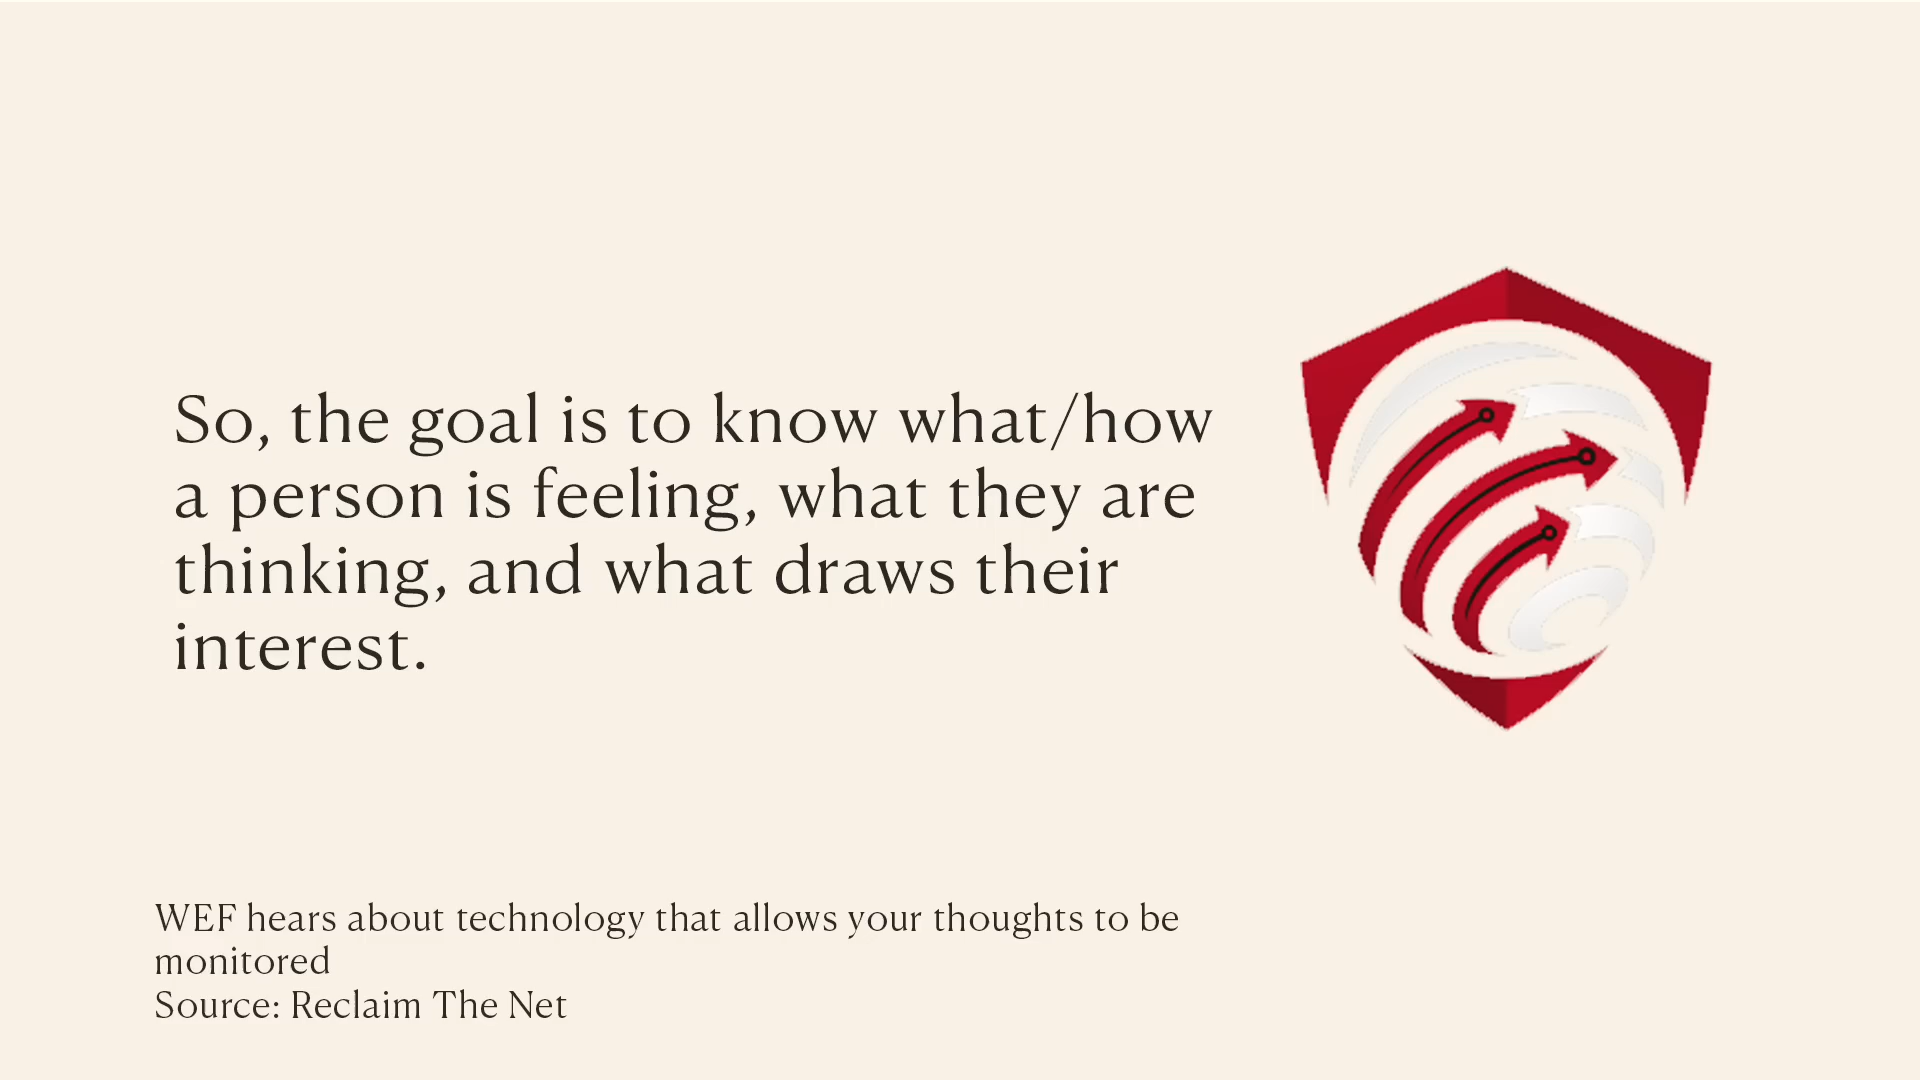 So, the goal is to know what/how
a person is feeling, what they are
thinking, and what draws their
interest.
WEF hears about technology that allows your thoughts to be
monitored
Source: Reclaim The Net